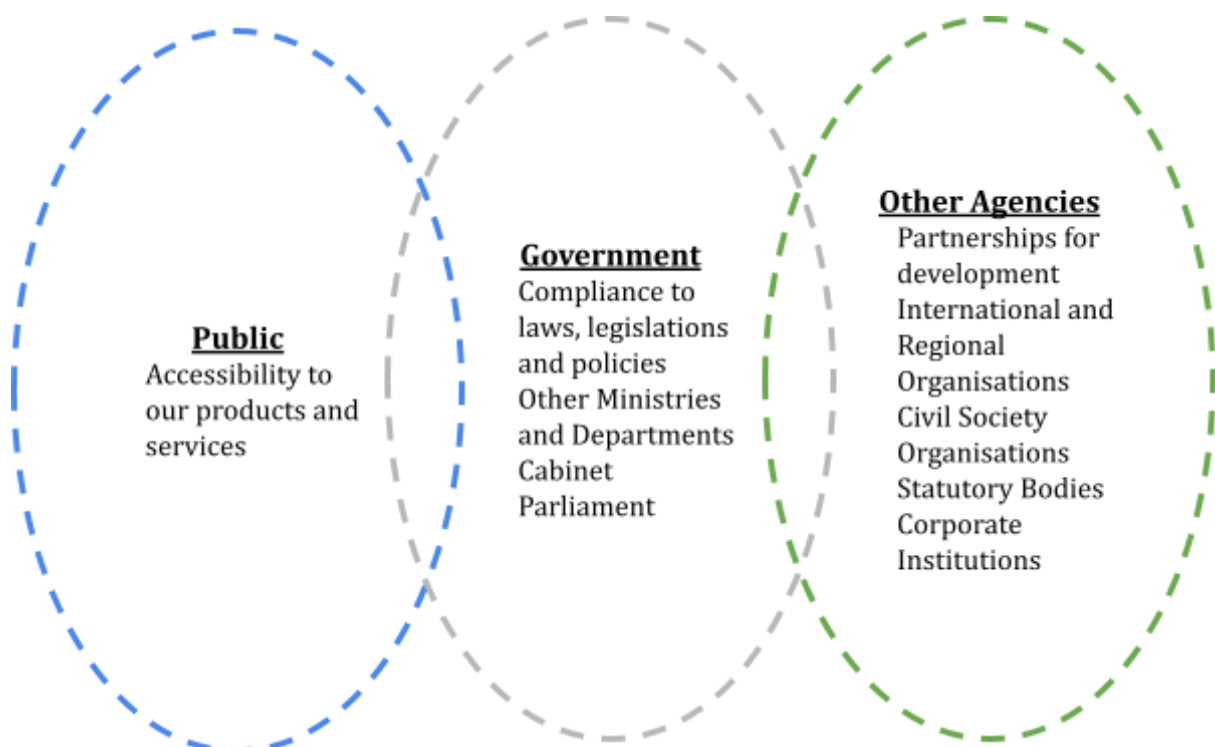 Public
Accessibility to
our products and
services
Government
Compliance to
laws, legislations
and policies
Other Ministries
and Departments
Cabinet
Parliament
Other Agencies
Partnerships for
development
International and
Regional
Organisations
Civil Society
Organisations
Statutory Bodies
Corporate
Institutions